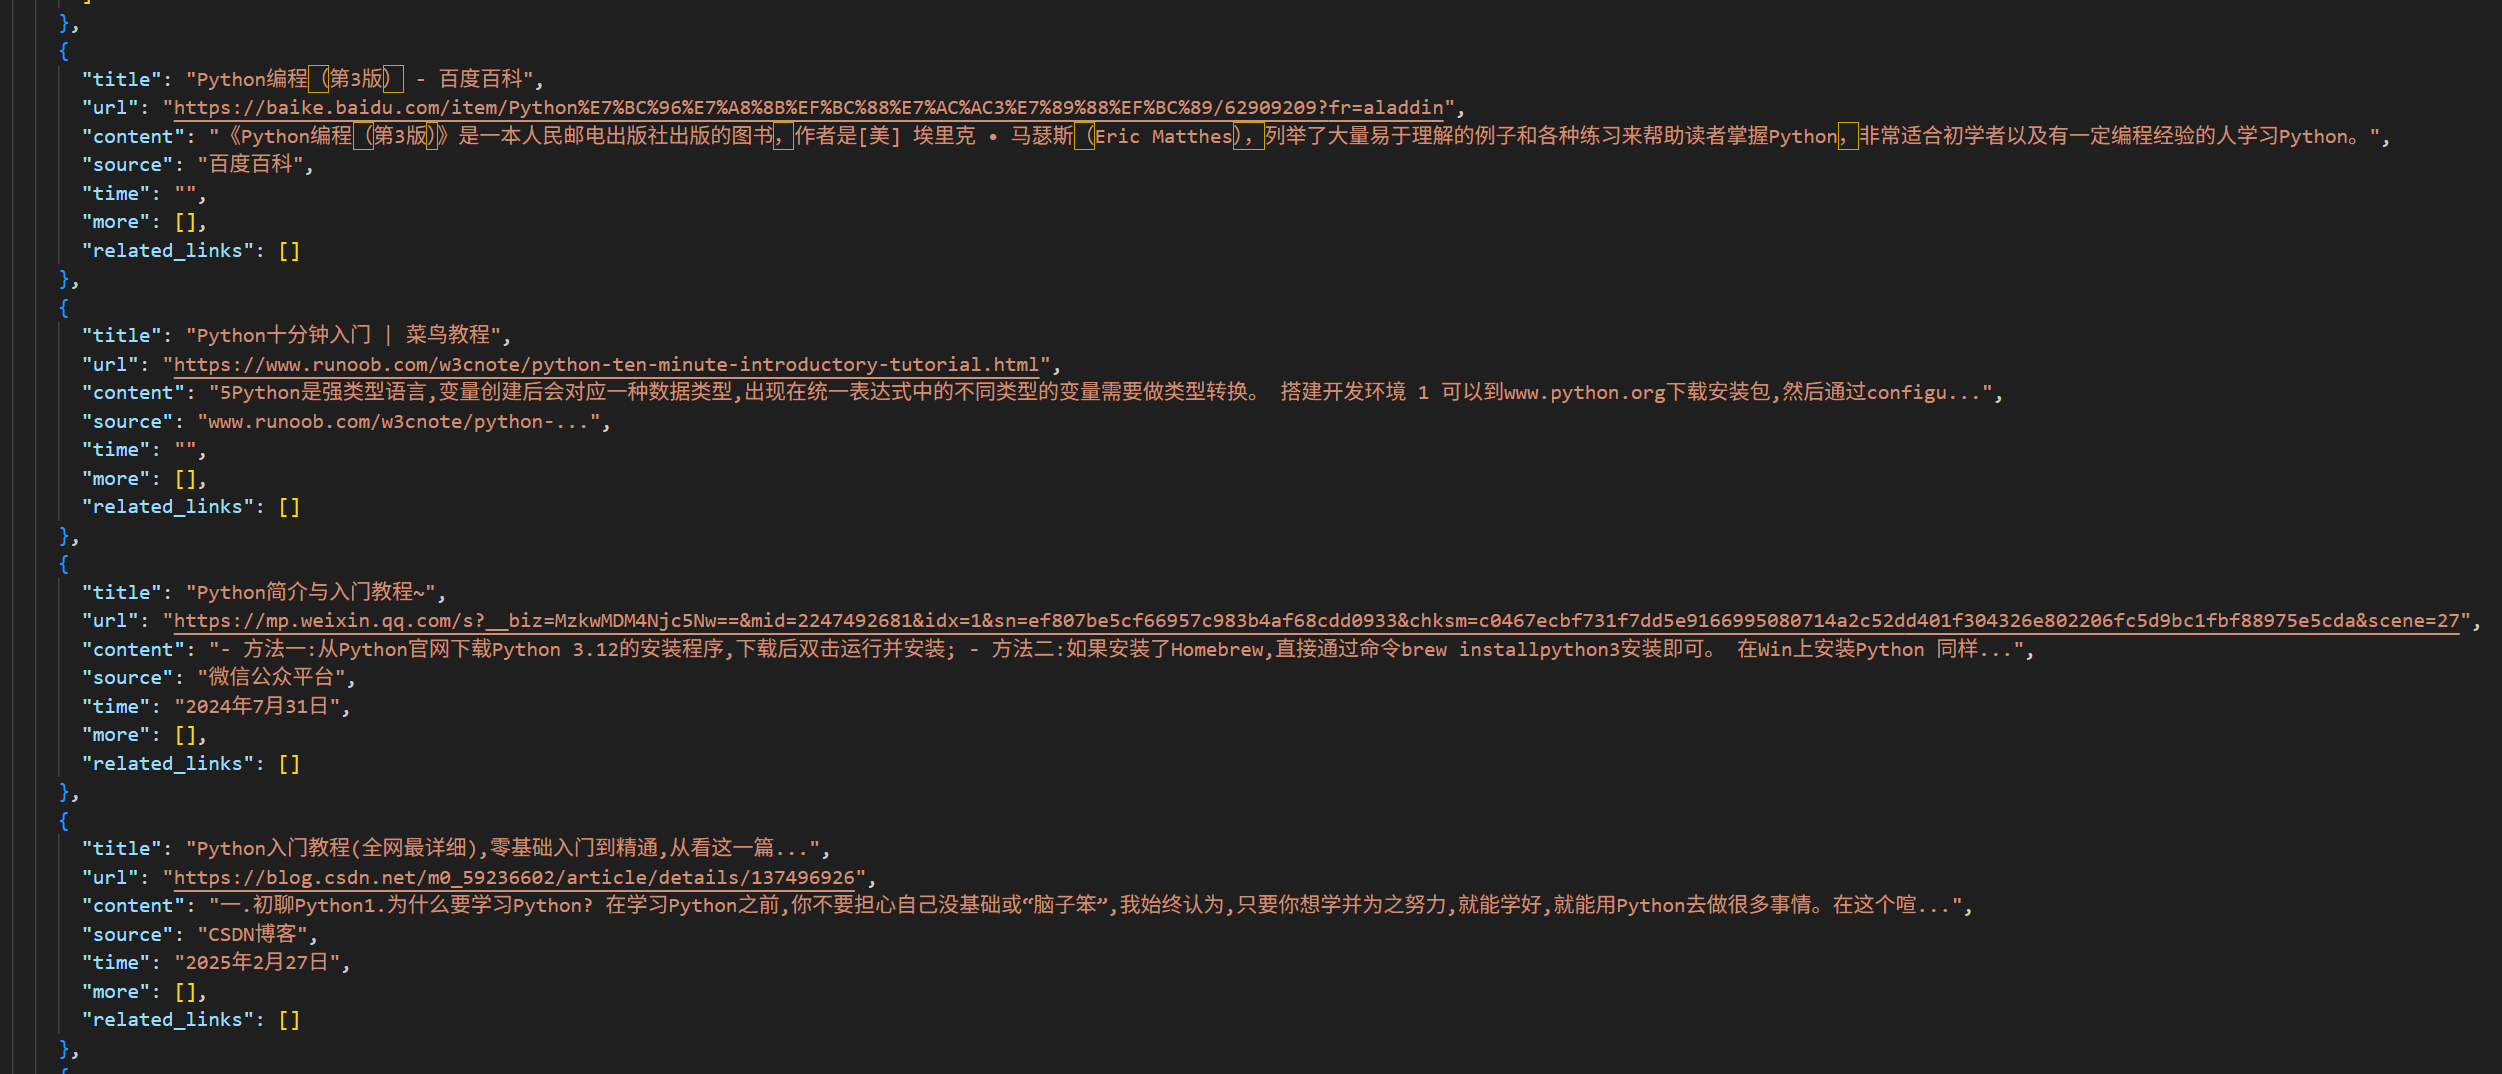 ]
},
{
"title": "Python编程（第3版） - 百度百科",
"url": "https://baike.baidu.com/item/Python%E7%BC%96%E7%A8%8B%EF%BC%88%E7%AC%AC3%E7%89%88%EF%BC%89/62909209?fr=aladdin",
"content": "《Python编程（第3版）》是一本人民邮电出版社出版的图书，作者是[美] 埃里克 • 马瑟斯（Eric Matthes），列举了大量易于理解的例子和各种练习来帮助读者掌握Python，非常适合初学者以及有一定编程经验的人学习Python。",
"source": "百度百科",
"time": "",
"more": [],
"related_links": []
},
{
"title": "Python十分钟入门 | 菜鸟教程",
"url": "https://www.runoob.com/w3cnote/python-ten-minute-introductory-tutorial.html",
"content": "5Python是强类型语言,变量创建后会对应一种数据类型,出现在统一表达式中的不同类型的变量需要做类型转换。 搭建开发环境 1 可以到www.python.org下载安装包,然后通过configu...",
"source": "www.runoob.com/w3cnote/python-...",
"time": "",
"more": [],
"related_links": []
},
{
"title": "Python简介与入门教程~",
"url": "https://mp.weixin.qq.com/s?__biz=MzkwMDM4Njc5Nw==&mid=2247492681&idx=1&sn=ef807be5cf66957c983b4af68cdd0933&chksm=c0467ecbf731f7dd5e9166995080714a2c52dd401f304326e802206fc5d9bc1fbf88975e5cda&scene=27",
"content": "- 方法一:从Python官网下载Python 3.12的安装程序,下载后双击运行并安装; - 方法二:如果安装了Homebrew,直接通过命令brew installpython3安装即可。 在Win上安装Python 同样...",
"source": "微信公众平台",
"time": "2024年7月31日",
"more": [],
"related_links": []
},
{
"title": "Python入门教程(全网最详细),零基础入门到精通,从看这一篇...",
"url": "https://blog.csdn.net/m0_59236602/article/details/137496926",
"content": "一.初聊Python1.为什么要学习Python? 在学习Python之前,你不要担心自己没基础或“脑子笨”,我始终认为,只要你想学并为之努力,就能学好,就能用Python去做很多事情。在这个喧...",
"source": "CSDN博客",
"time": "2025年2月27日",
"more": [],
"related_links": []
},
{